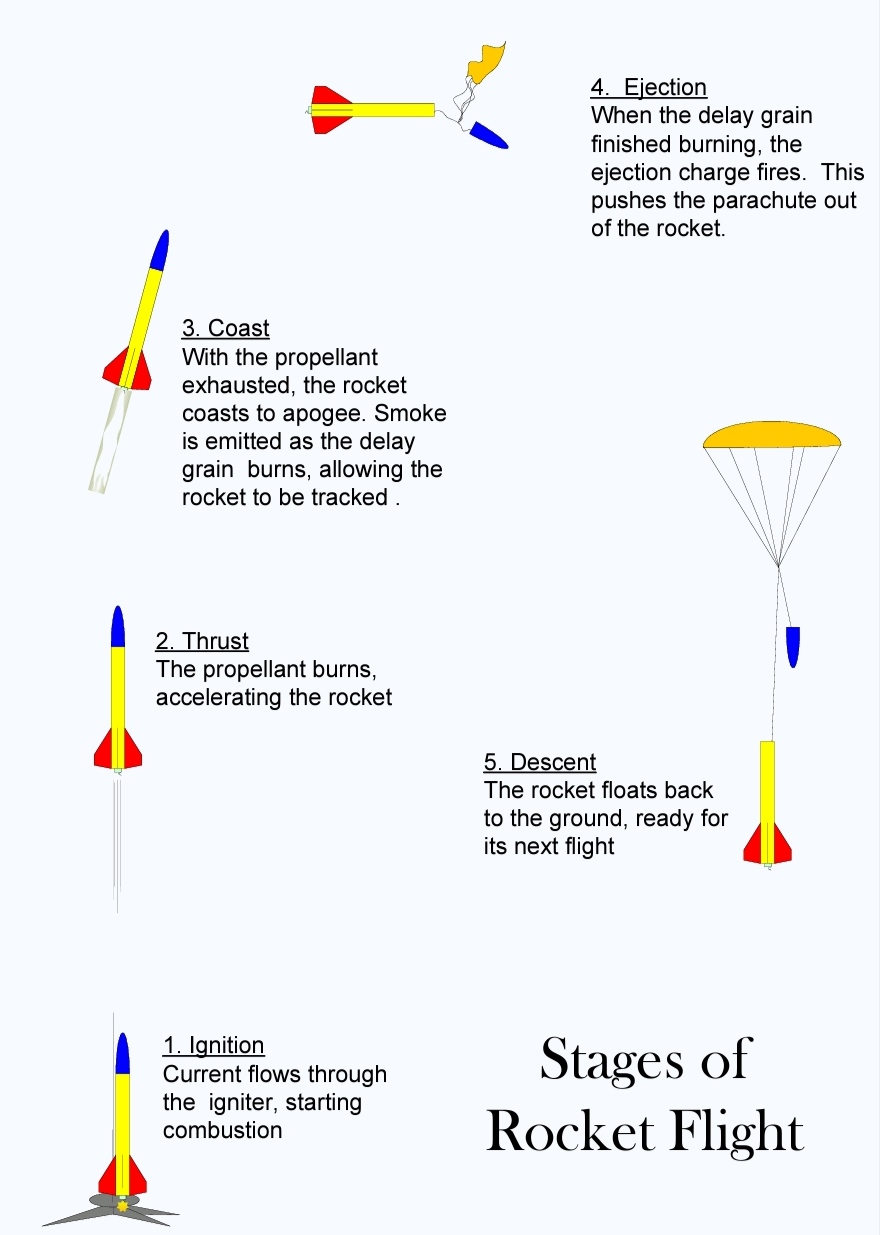 4.  Ejection
When the delay grain
finished burning, the
ejection charge fires.  This
pushes the parachute out
of the rocket.
3. Coast
With the propellant
exhausted, the rocket
coasts to apogee. Smoke
is emitted as the delay
grain  burns, allowing the
rocket to be tracked .
2. Thrust
The propellant burns,
accelerating the rocket
5. Descent
The rocket floats back
to the ground, ready for
its next flight
1. Ignition
Current flows through
the  igniter, starting
combustion
Stages of
Rocket Flight